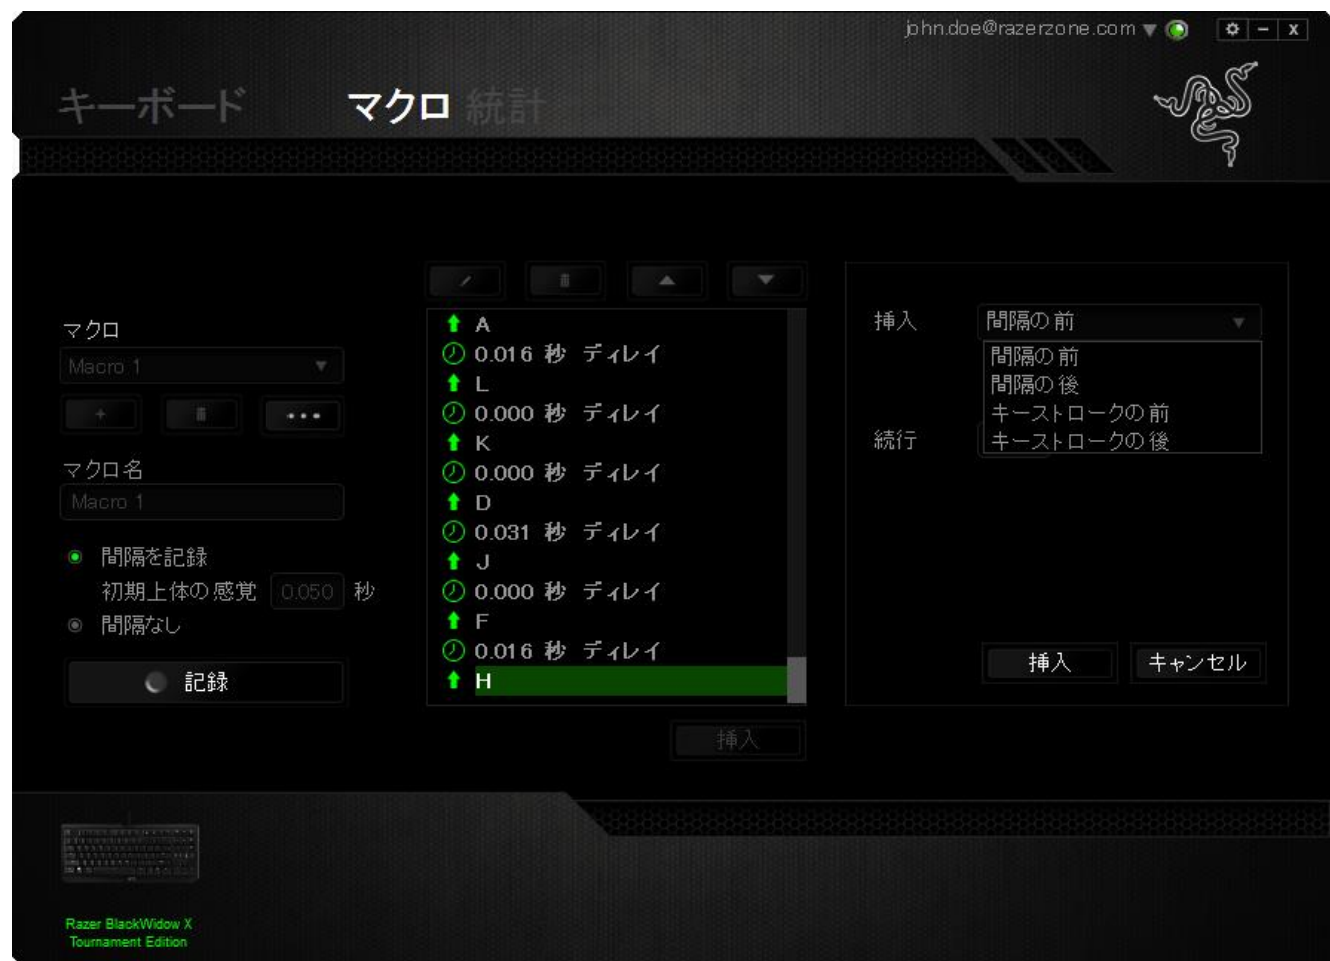 john.doe@razerzone.com
キーボード マクロ 統計
マクロ
Macro 1
マクロ名
Macro 1
間隔を記録
初期上体の感覚 0.050 秒
間隔なし
記録
A
0.016 秒 ディレイ
L
0.000 秒 ディレイ
K
0.000 秒 ディレイ
D
0.031 秒 ディレイ
J
0.000 秒 ディレイ
F
0.016 秒 ディレイ
H
挿入
挿入 間隔の前
間隔の前
間隔の後
キーストロークの前
キーストロークの後
続行
挿入 キャンセル
Razer BlackWidow X
Tournament Edition